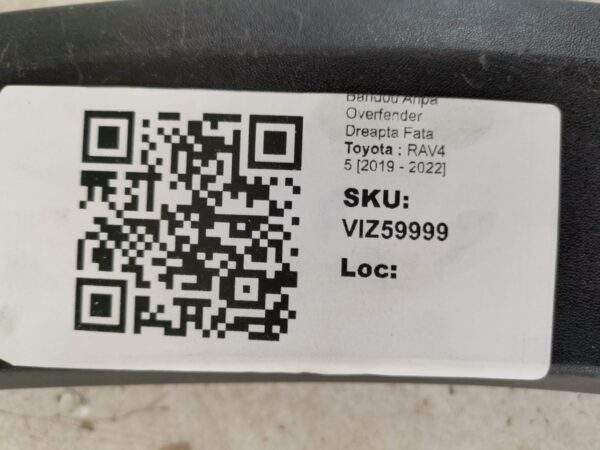 Bandou Aripa
Overfender
Dreapta Fata
Toyota : RAV4
5 [2019 - 2022]
SKU:
VIZ59999
Loc: